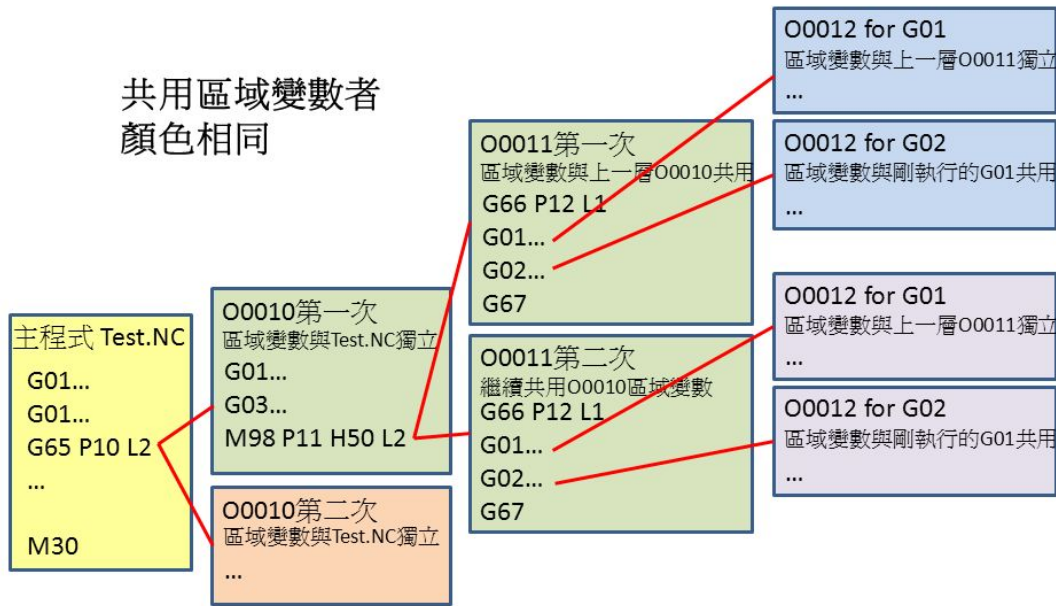 共用區域變數者
顏色相同
主程式 Test.NC
G01...
G01...
G65 P10 L2
...
M30
O0010第一次
區域變數與Test.NC獨立
G01...
G03...
M98 P11 H50 L2
O0010第二次
區域變數與Test.NC獨立
...
O0011第一次
區域變數與上一層O0010共用
G66 P12 L1
G01...
G02...
G67
O0011第二次
繼續共用O0010區域變數
G66 P12 L1
G01...
G02...
G67
O0012 for G01
區域變數與上一層O0011獨立
...
O0012 for G02
區域變數與剛執行的G01共用
...
O0012 for G01
區域變數與上一層O0011獨立
...
O0012 for G02
區域變數與剛執行的G01共用
...